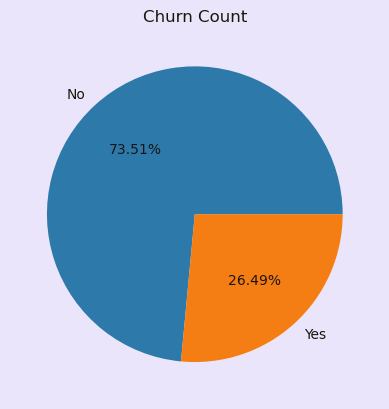 Churn Count
No
73.51%
26.49%
Yes